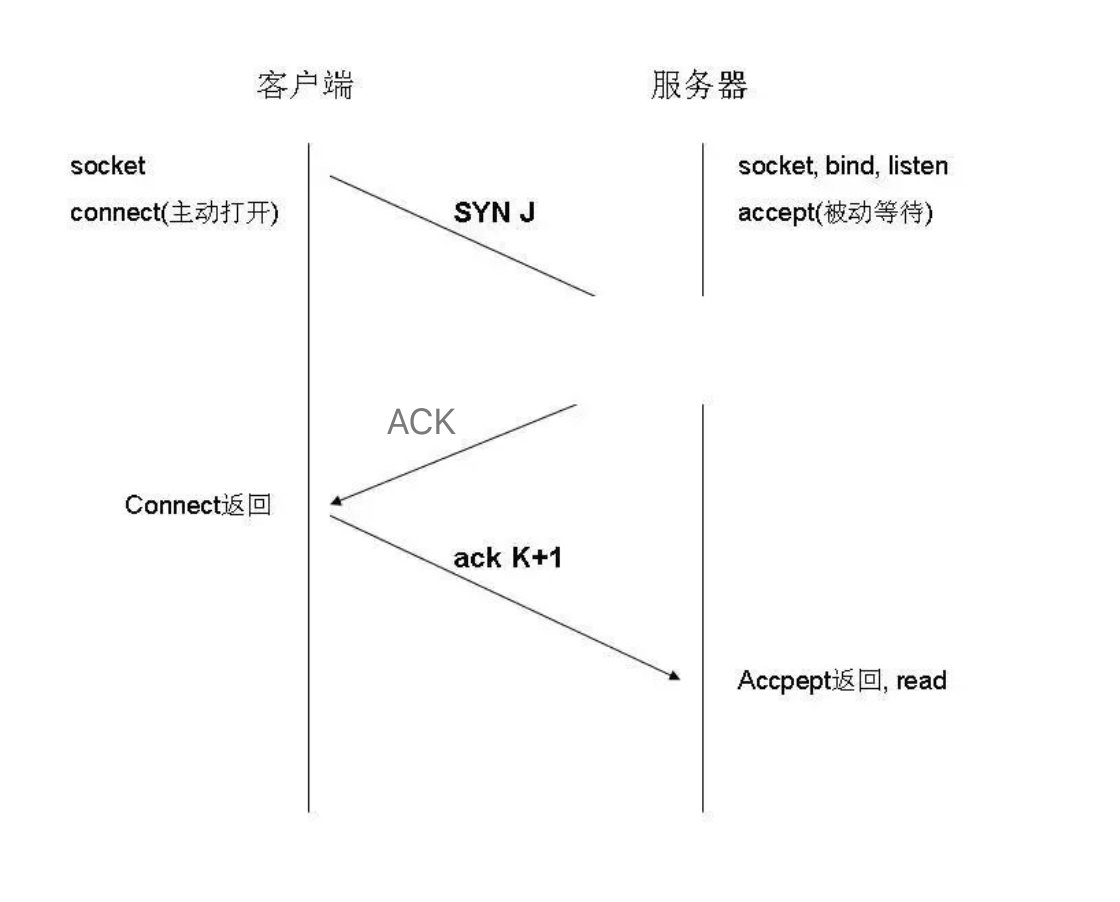 客户端
服务器
socket
socket, bind, listen
connect(主动打开)
SYN J
accept(被动等待)
ACK
Connect返回
ack K+1
Accpept返回, read